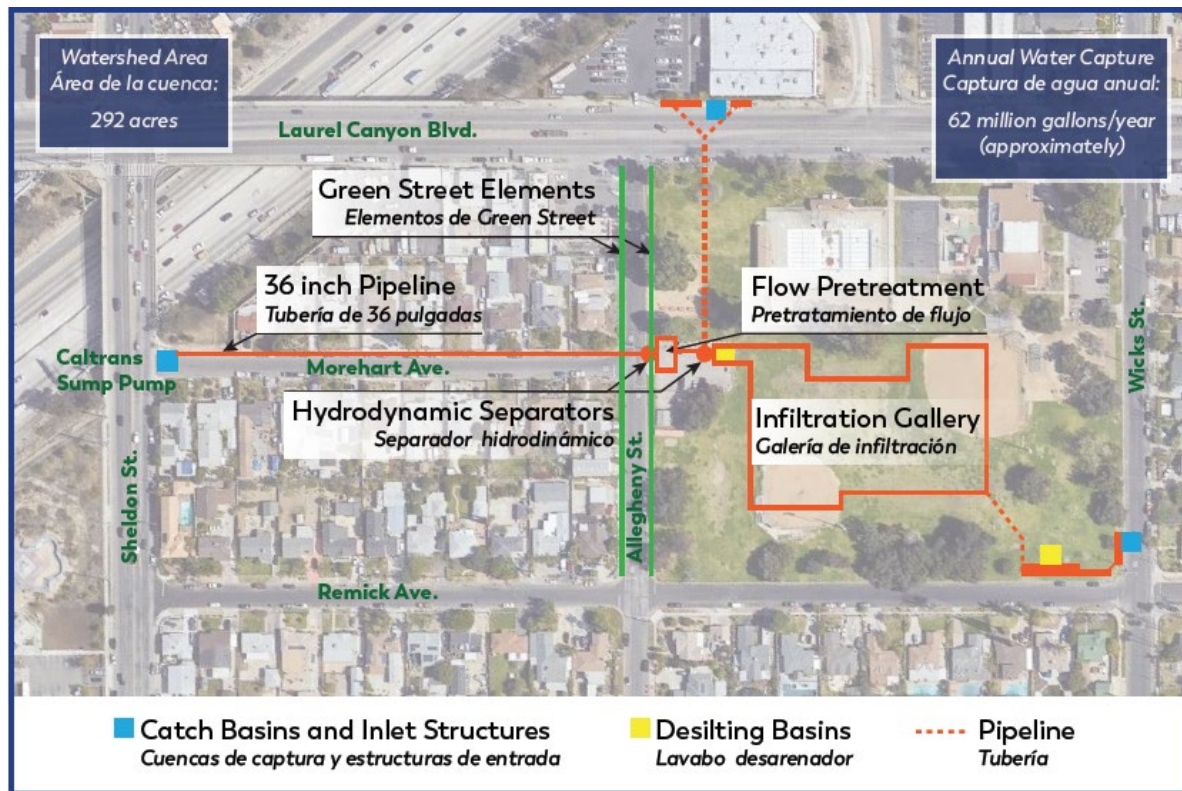 Watershed Area
Área de la cuenca:
292 acres
Annual Water Capture
Captura de agua anual:
62 million gallons/year
(approximately)
Laurel Canyon Blvd.
Green Street Elements
Elementos de Green Street
36 inch Pipeline
Tubería de 36 pulgadas
Flow Pretreatment
Pretratamiento de flujo
Caltrans
Sump Pump
Morehart Ave.
Wicks St.
Hydrodynamic Separators
Separador hidrodinámico
Infiltration Gallery
Galería de infiltración
Sheldon St.
Allegheny St.
Remick Ave.
Catch Basins and Inlet Structures
Cuencas de captura y estructuras de entrada
Desilting Basins
Lavabo desarenador
Pipeline
Tubería